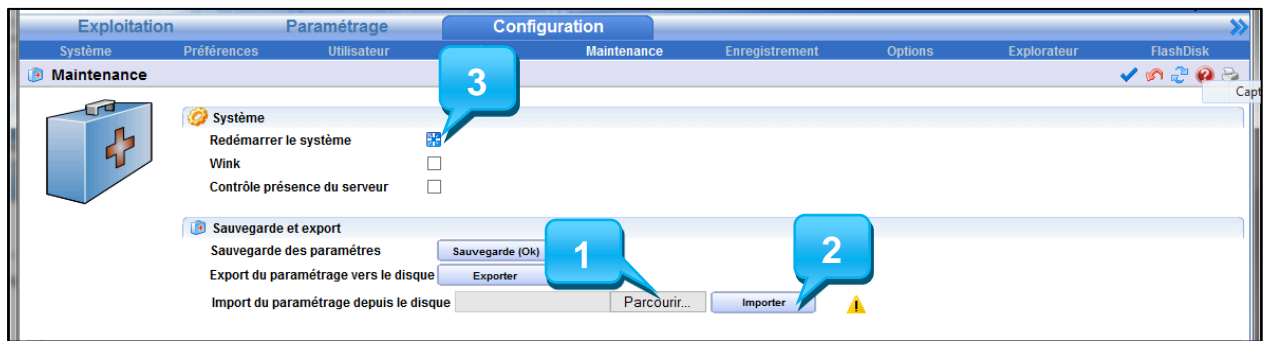 Exploitation Paramétrage Configuration
Système Préférences Utilisateur Maintenance Enregistrement Options Explorateur FlashDisk
Maintenance
Capt
3
Système
Redémarrer le système
Wink
Contrôle présence du serveur
Sauvegarde et export
Sauvegarde des paramétres Sauvegarde (Ok)
1
2
Export du paramétrage vers le disque Exporter
Import du paramétrage depuis le disque Parcourir... Importer